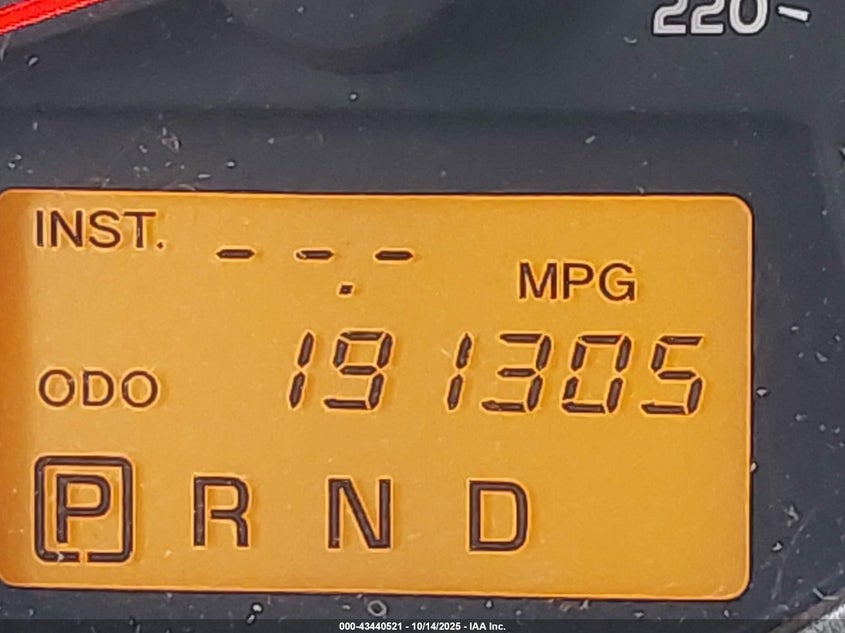 220
INST. --.- MPG
ODO 191305
P R N D
000-43440521 - 10/14/2025 - IAA Inc.